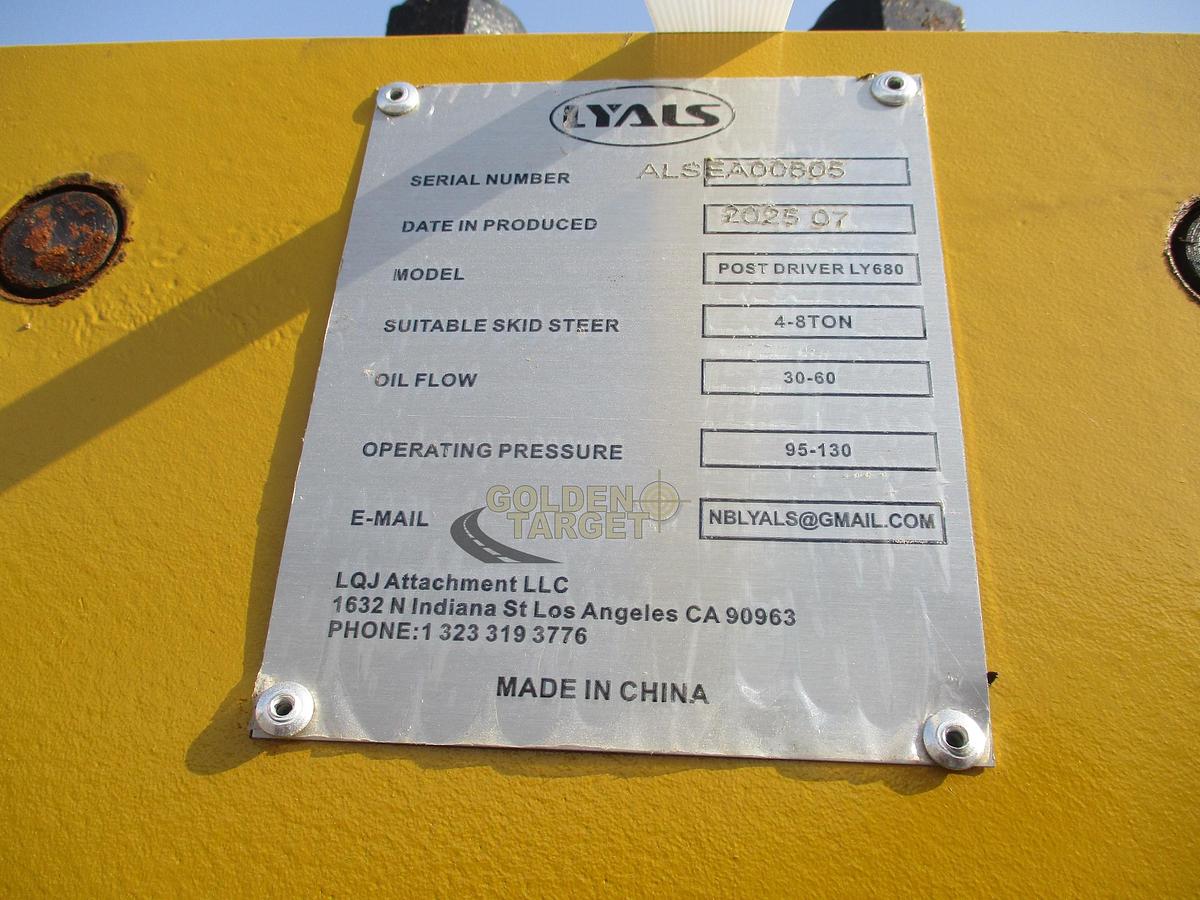 LYALS
SERIAL NUMBER ALSEA00B05
DATE IN PRODUCED 2025 07
MODEL POST DRIVER LY680
SUITABLE SKID STEER 4-8TON
OIL FLOW 30-60
OPERATING PRESSURE 95-130
GOLDEN
TARGET
E-MAIL NBLYALS@GMAIL.COM
LQJ Attachment LLC
1632 N Indiana St Los Angeles CA 90963
PHONE:1 323 319 3776
MADE IN CHINA